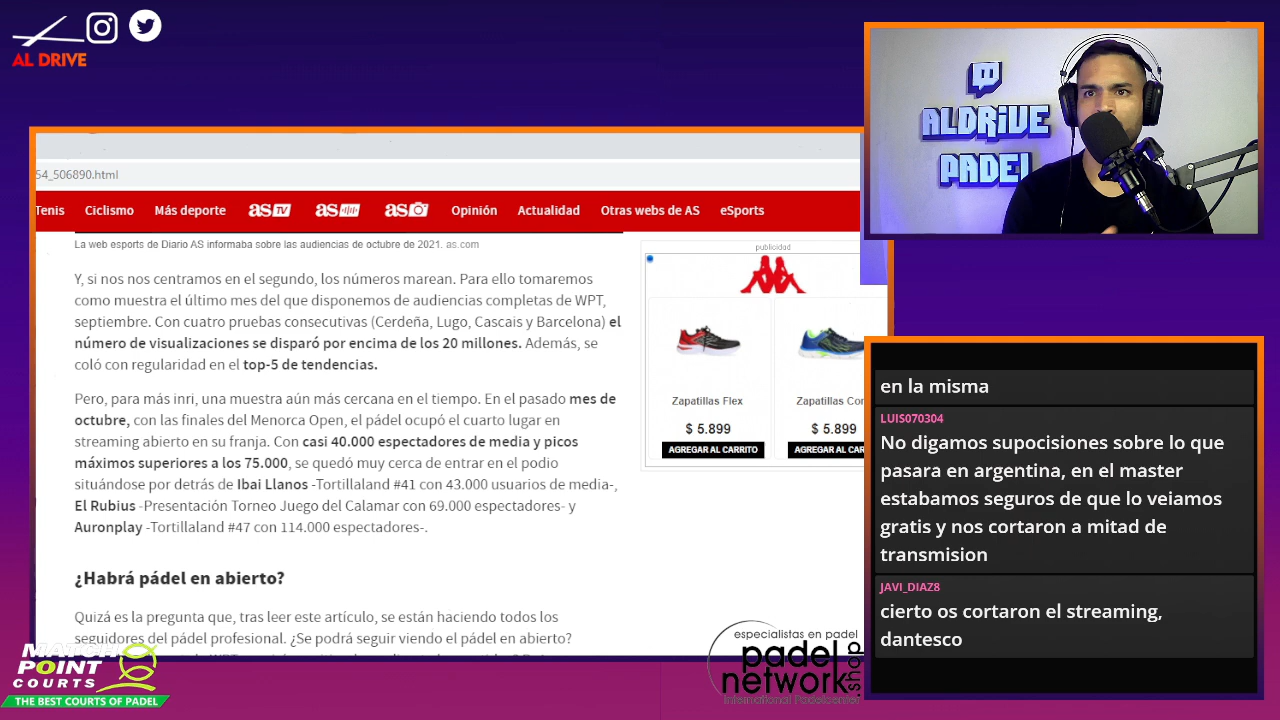 AL DRIVE
ALDRIVE
PADEL
54_506890.html
Tenis Ciclismo Más deporte as TV as as Opinión Actualidad Otras webs de AS eSports
La web esports de Diario AS informaba sobre las audiencias de octubre de 2021. as.com
Y, si nos nos centramos en el segundo, los números marean. Para ello tomaremos
como muestra el último mes del que disponemos de audiencias completas de WPT,
septiembre. Con cuatro pruebas consecutivas (Cerdeña, Lugo, Cascais y Barcelona) el
número de visualizaciones se disparó por encima de los 20 millones. Además, se
coló con regularidad en el top-5 de tendencias.
Pero, para más inri, una muestra aún más cercana en el tiempo. En el pasado mes de
octubre, con las finales del Menorca Open, el pádel ocupó el cuarto lugar en
streaming abierto en su franja. Con casi 40.000 espectadores de media y picos
máximos superiores a los 75.000, se quedó muy cerca de entrar en el podio
situándose por detrás de Ibai Llanos -Tortillaland #41 con 43.000 usuarios de media-,
El Rubius -Presentación Torneo Juego del Calamar con 69.000 espectadores- y
Auronplay -Tortillaland #47 con 114.000 espectadores-.
¿Habrá pádel en abierto?
Quizá es la pregunta que, tras leer este artículo, se están haciendo todos los
seguidores del pádel profesional. ¿Se podrá seguir viendo el pádel en abierto?
publicidad
Zapatillas Flex
$ 5.899
AGREGAR AL CARRITO
Zapatillas Cor
$ 5.899
AGREGAR AL CARR
en la misma
LUIS070304
No digamos supocisiones sobre lo que
pasara en argentina, en el master
estabamos seguros de que lo veiamos
gratis y nos cortaron a mitad de
transmision
JAVI_DIAZ8
cierto os cortaron el streaming,
dantesco
MATCH
POINT
COURTS
THE BEST COURTS OF PADEL
especialistas en padel
padel
network
.shop
International Padelcenter